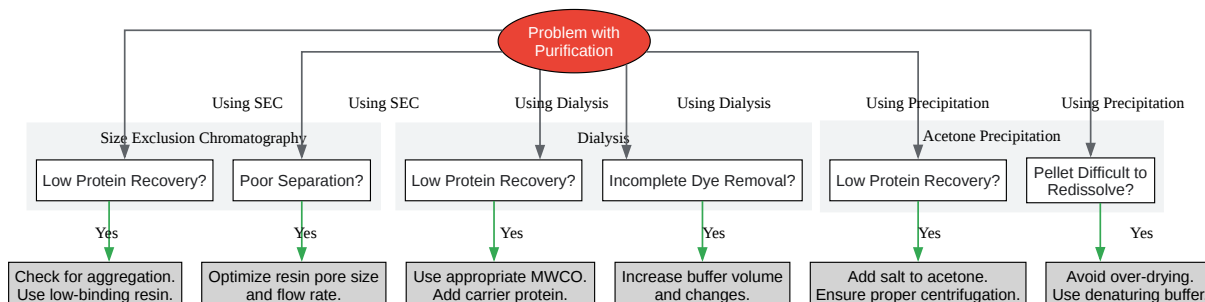 Problem with
Purification
Using SEC
Using SEC
Using Dialysis
Using Dialysis
Using Precipitation
Using Precipitation
Size Exclusion Chromatography
Dialysis
Acetone Precipitation
Low Protein Recovery?
Poor Separation?
Low Protein Recovery?
Incomplete Dye Removal?
Low Protein Recovery?
Pellet Difficult to
Redissolve?
Yes
Yes
Yes
Yes
Yes
Yes
Check for aggregation.
Use low-binding resin.
Optimize resin pore size
and flow rate.
Use appropriate MWCO.
Add carrier protein.
Increase buffer volume
and changes.
Add salt to acetone.
Ensure proper centrifugation.
Avoid over-drying.
Use denaturing buffer